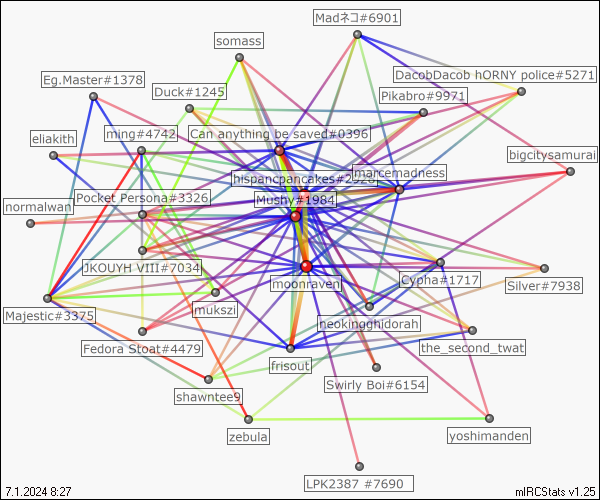 Madネコ#6901
somass
DacobDacob hORNY police#5271
Eg.Master#1378
Duck#1245
Pikabro#9971
ming#4742
Can anything be saved#0396
eliakith
bigcitysamurai
marcemadness
Pocket Persona#3326
Mushy#1984
normalwan
JKOUYH VIII#7034
Cypha#1717
moonraven
Silver#7938
mukszi
Majestic#3375
neokingghidorah
Fedora Stoat#4479
the_second_twat
frisout
Swirly Boi#6154
shawntee9
zebula
yoshimanden
LPK2387 #7690
7.1.2024 8:27
mIRCStats v1.25